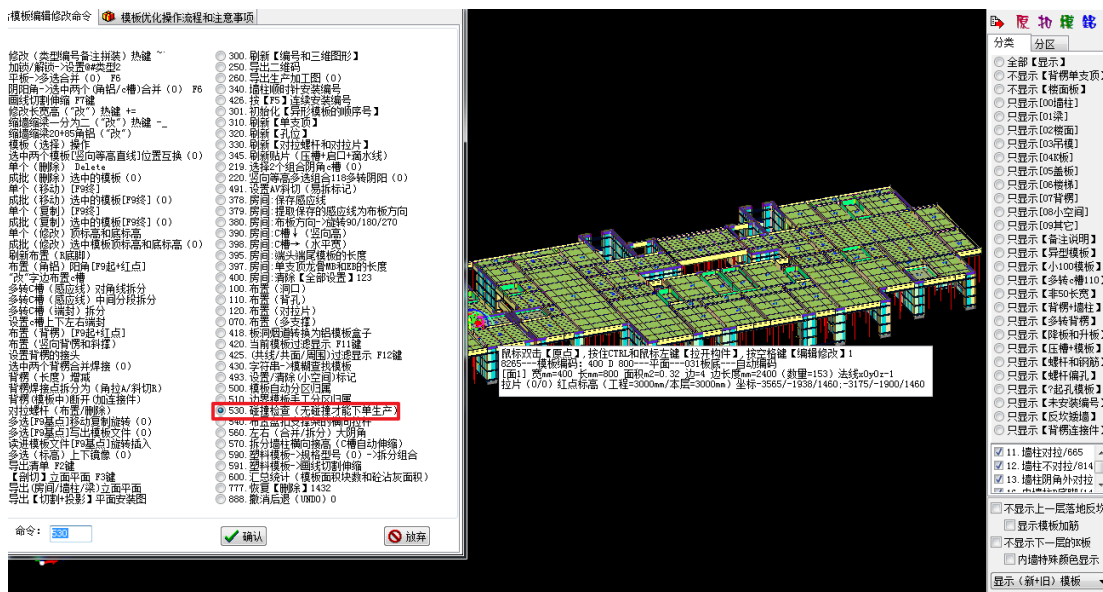 模板编辑修改命令
模板优化操作流程和注意事项
修改（类型编号备注拼装）热键 ~`
加锁/解锁->设置@#类型2
平板->多选合并（0） F6
阴阳角->选中两个(角铝/c槽)合并（0） F6
画线切割伸缩 F7键
修改长宽高（"改"）热键 +=
缩墙缩梁一分为二（"改"）热键 -_
缩墙缩梁20+85角铝（"改"）
模板（选择）操作
选中两个模板[竖向等高直线]位置互换（0）
单个（删除） Delete
成批（删除）选中的模板（0）
单个（移动）[F9终]
成批（移动）选中的模板[F9终]（0）
单个（复制）[F9终]
成批（复制）选中的模板[F9终]（0）
单个（修改）顶标高和底标高
成批（修改）选中模板顶标高和底标高（0）
刷新布置（R底脚）
布置（角铝）阳角[F9起+红点]
"改"字边布置c槽
多转C槽（感应线）对角线拆分
多转C槽（感应线）中间分段拆分
多转C槽（端封）拆分
设置c槽上下左右端封
布置（背楞）[F9起+红点]
布置（竖向背楞和斜撑）
设置背楞的接头
选中两个背楞合并焊接（0）
背楞（长度）增减
背楞焊接点拆分为（角拉A/斜切R）
背楞(模板中)断开(加连接件)
对拉螺杆（布置/删除）
多选[F9基点]移动复制旋转（0）
多选[F9基点]写出模板文件（0）
读进模板文件[F9基点]旋转插入
多选（标高）上下镜像（0）
导出清单 F2键
【剖切】立面平面 F3键
导出(房间/墙柱/梁)立面平面
导出【切割+投影】平面安装图
300. 刷新【编号和三维图形】
250. 导出二维码
260. 导出生产加工图（0）
340. 墙柱顺时针安装编号
426. 按【F5】连续安装编号
301. 初始化【异形模板的顺序号】
310. 刷新【单支顶】
320. 刷新【孔位】
330. 刷新【对拉螺杆和对拉片】
345. 刷新贴片（压槽+启口+滴水线）
219. 选择2个组合阴角c槽（0）
220. 竖向等高多选组合118多转阴阳（0）
491. 设置AV斜切（易拆标记）
378. 房间:保存感应线
379. 房间:提取保存的感应线为布板方向
380. 房间:布板方向->旋转90/180/270
390. 房间:C槽↓（竖向高）
398. 房间:C槽→（水平宽）
395. 房间:端头端尾模板的长度
397. 房间:单支顶龙骨MB和EB的长度
400. 房间:清除【全部设置】123
100. 布置（洞口）
110. 布置（背孔）
120. 布置（对拉片）
070. 布置（多支撑）
418. 板洞烟道转换为铝模板盒子
420. 当前模板过滤显示 F11键
425. (共线/共面/周围)过滤显示 F12键
430. 字符串->模糊查找模板
493. 设置/清除(小空间)标记
500. 模板自动分区归属
510. 边界模板手工分区归属
530. 碰撞检查（无碰撞才能下单生产）
540. 布置盘扣支撑架的横向拉杆
560. 左右（合并/拆分）大阴角
570. 拆分墙柱横向接高（C槽自动伸缩）
590. 塑料模板->规格型号（0）->拆分组合
591. 塑料模板->画线切割伸缩
600. 汇总统计（模板面积块数和砼沾灰面积）
777. 恢复【删除】1432
888. 撤消后退（UNDO）0
命令: 530
确认
放弃
鼠标双击【原点】,按住CTRL和鼠标左键【拉开构件】,按空格键【编辑修改】1
8265---模板编码: 400 D 800---平面--031板底---自动编码
[面1] 宽mm=400 长mm=800 面积m2=0.32 边=4 边长度mm=2400（数量=153）法线x0y0z-1
拉片（0/0）红点标高（工程=3000mm/本层=3000mm）坐标-3565/-1938/1460;-3175/-1900/1460
分类
分区
全部【显示】
不显示【背楞单支顶】
不显示【楼面板】
只显示[00墙柱]
只显示[01梁]
只显示[02楼面]
只显示[03吊模]
只显示[04K板]
只显示[05盖板]
只显示[06楼梯]
只显示[07背楞]
只显示[08小空间]
只显示[09其它]
只显示【备注说明】
只显示【异型模板】
只显示【小100模板】
只显示【多转c槽110】
只显示【非50长宽】
只显示【背楞+墙柱】
只显示【多转背楞】
只显示【降板和升板】
只显示【压槽+模板】
只显示【螺杆和钢筋】
只显示【螺杆偏孔】
只显示【?起孔模板】
只显示【未安装编号】
只显示【反坎矮墙】
只显示【背楞连接件】
11. 墙柱对拉/665
12. 墙柱不对拉/814
13. 墙柱阴角外对拉
不显示上一层落地反坎
显示模板加筋
不显示下一层的K板
内墙特殊颜色显示
显示（新+旧）模板